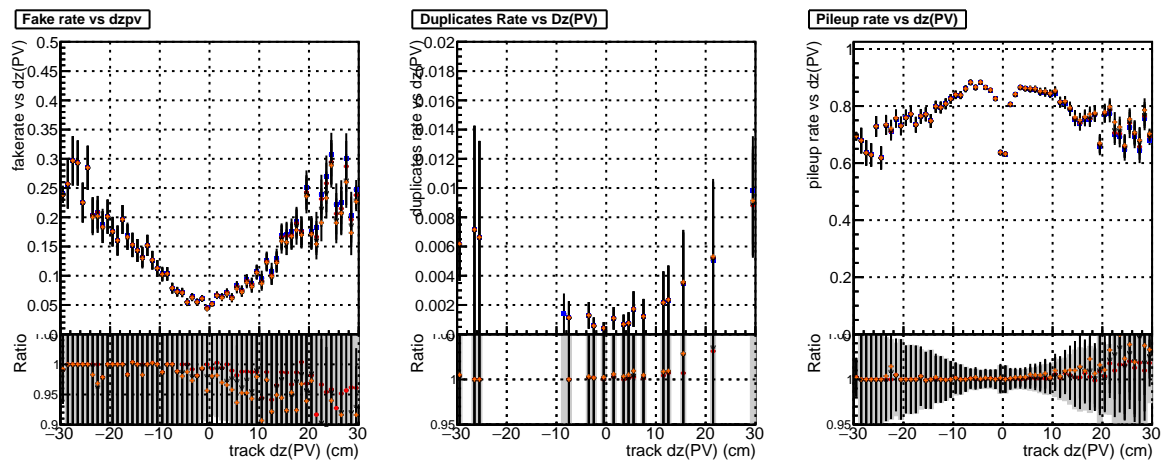 Fake rate vs dzpv
fakerate vs dz(PV)
0.5
0.45
0.4
0.35
0.3
0.25
0.2
0.15
0.1
0.05
Ratio
1
0.95
0.9
−30 −20 −10 0 10 20 30
track dz(PV) (cm)
Duplicates Rate vs Dz(PV)
duplicates rate vs dz(PV)
0.02
0.018
0.016
0.014
0.012
0.01
0.008
0.006
0.004
0.002
Ratio
1
0.95
−30 −20 −10 0 10 20 30
track dz(PV) (cm)
Pileup rate vs dz(PV)
pileup rate vs dz(PV)
1
0.8
0.6
0.4
0.2
Ratio
1
0.95
−30 −20 −10 0 10 20 30
track dz(PV) (cm)